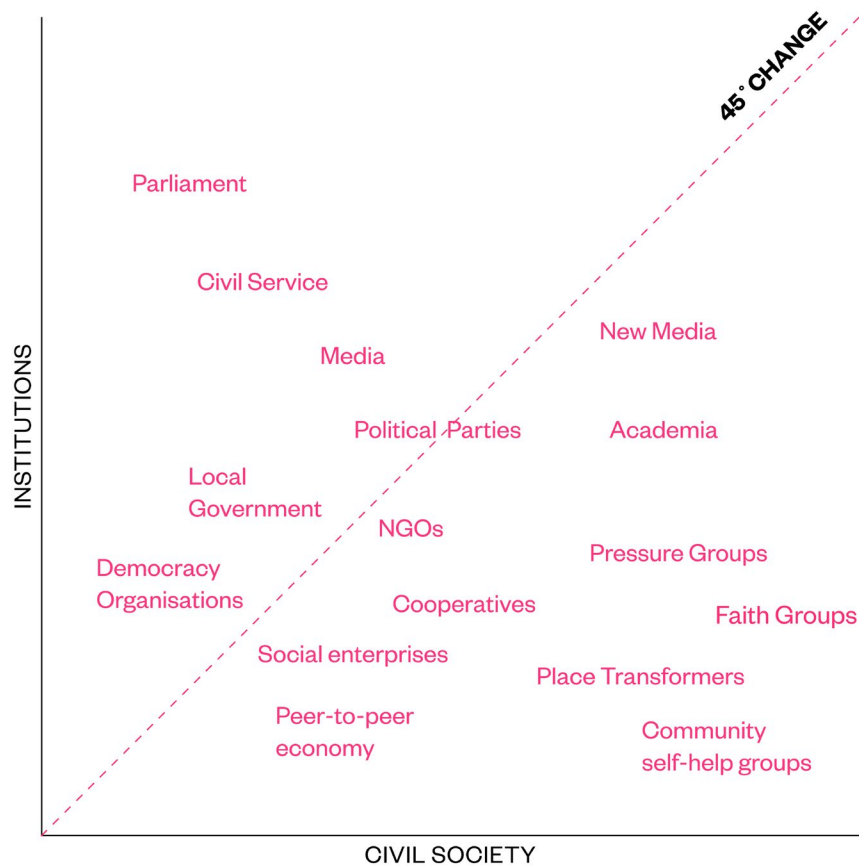 45° CHANGE
Parliament
Civil Service
New Media
Media
Political Parties
Academia
Local
Government
NGOs
Pressure Groups
Democracy
Organisations
Cooperatives
Faith Groups
Social enterprises
Place Transformers
Peer-to-peer
economy
Community
self-help groups
INSTITUTIONS
CIVIL SOCIETY